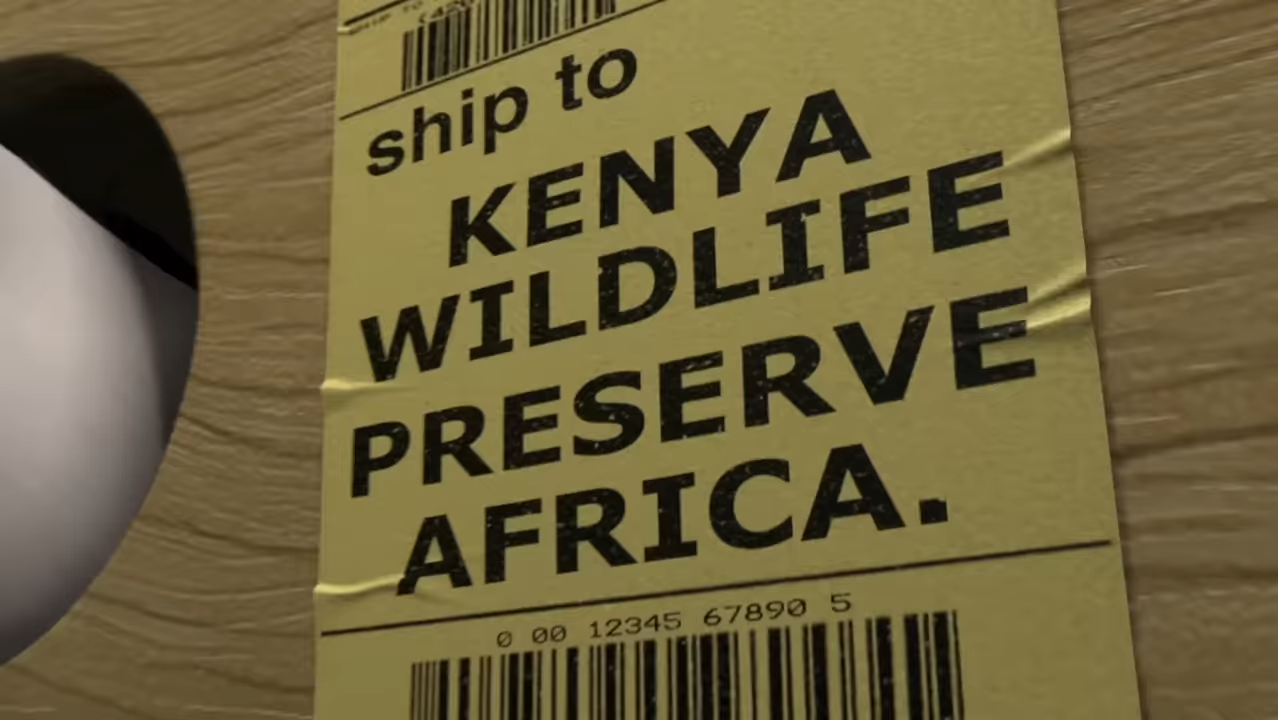 ship to
KENYA
WILDLIFE
PRESERVE
AFRICA.
0 00 12345 67890 5